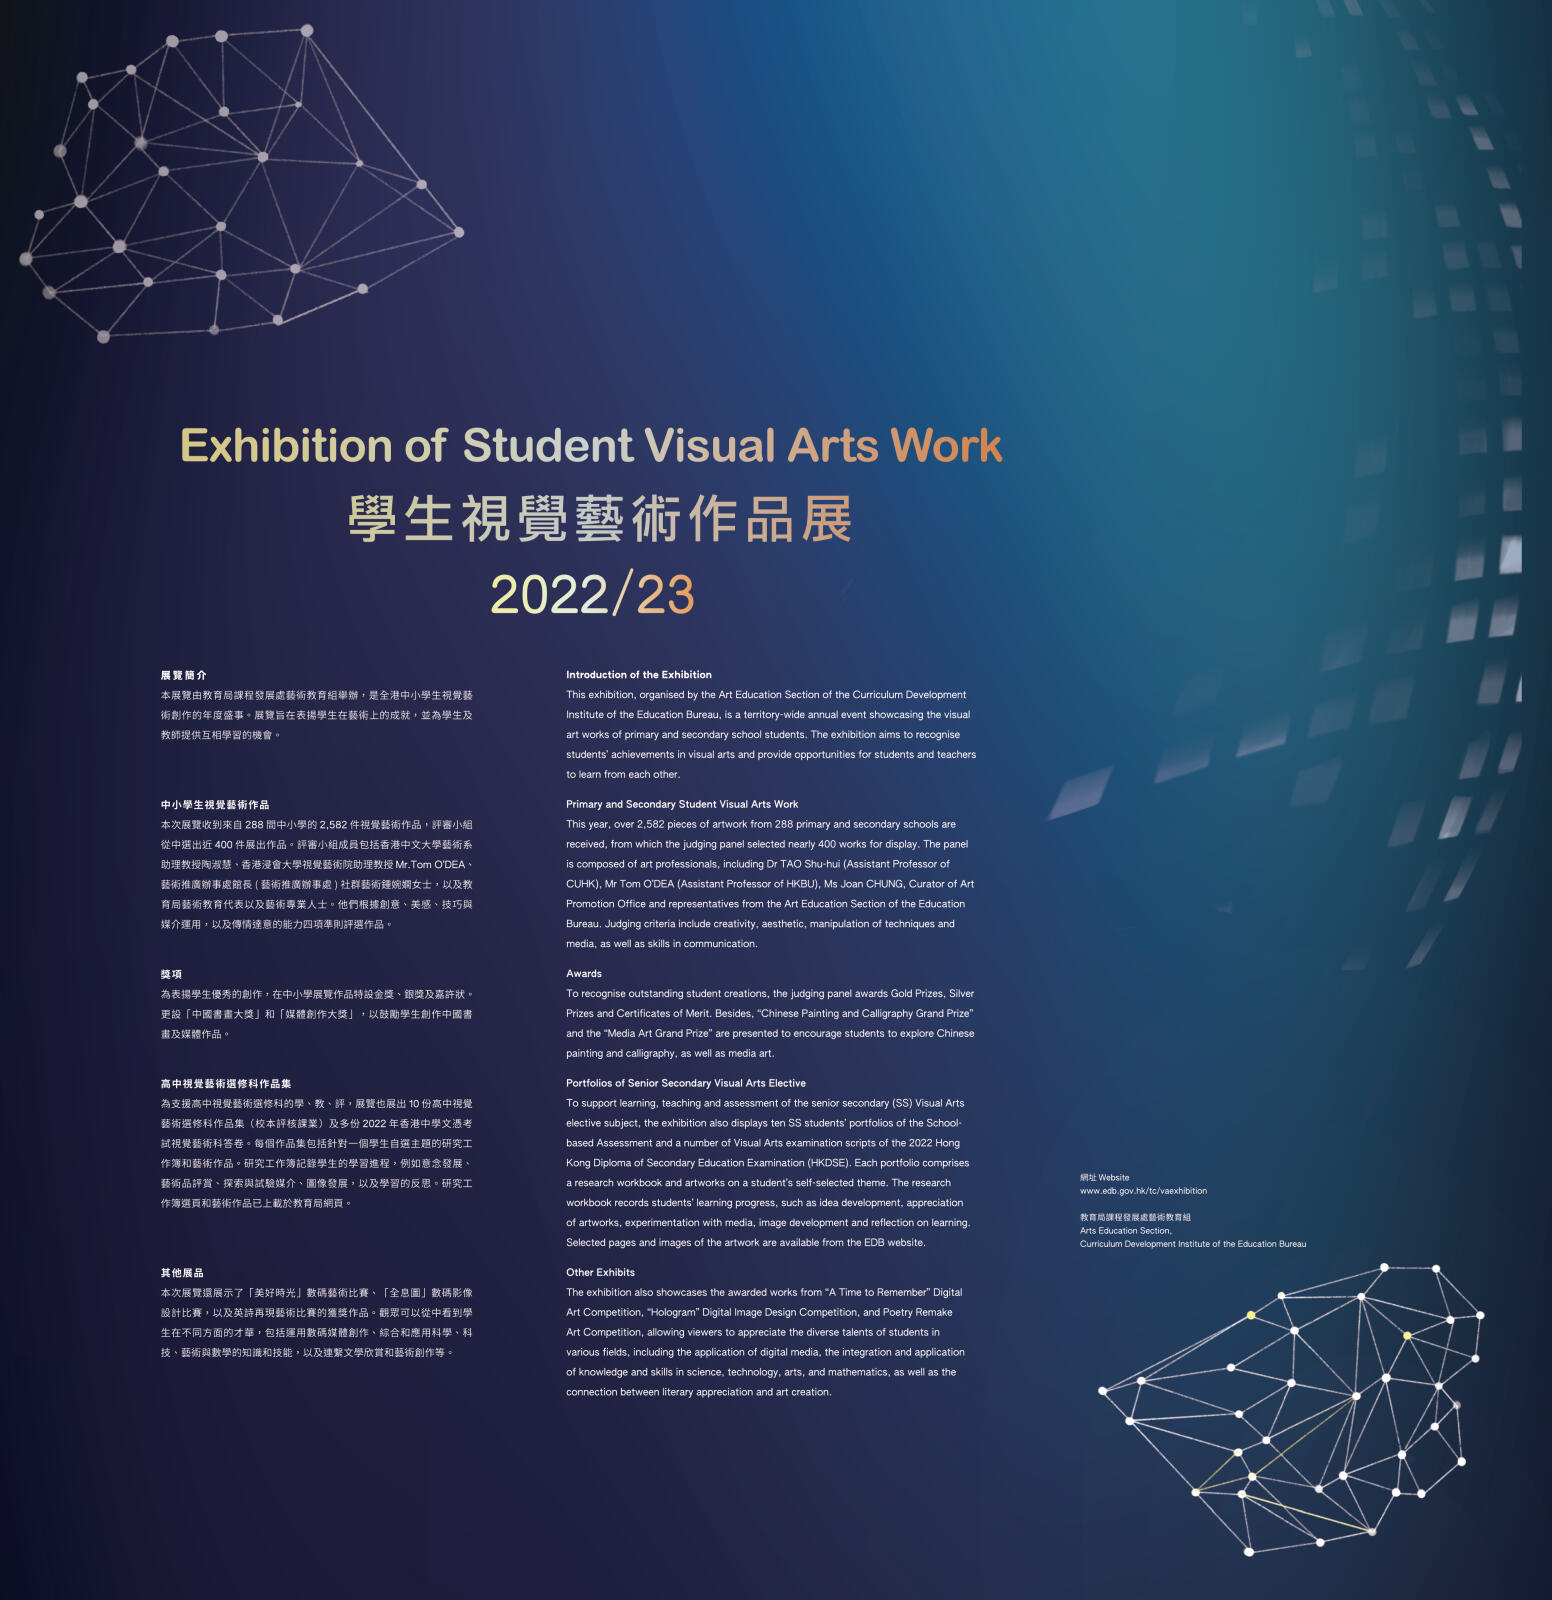 Exhibition of Student Visual Arts Work
學生視覺藝術作品展
2022/23
展覽簡介
本展覽由教育局課程發展處藝術教育組舉辦，是全港中小學生視覺藝
術創作的年度盛事。展覽旨在表揚學生在藝術上的成就，並為學生及
教師提供互相學習的機會。
中小學生視覺藝術作品
本次展覽收到來自 288 間中小學的 2,582 件視覺藝術作品，評審小組
從中選出近 400 件展出作品。評審小組成員包括香港中文大學藝術系
助理教授陶淑慧、香港浸會大學視覺藝術院助理教授 Mr.Tom O'DEA、
藝術推廣辦事處館長 ( 藝術推廣辦事處 ) 社群藝術鍾婉嫻女士，以及教
育局藝術教育代表以及藝術專業人士。他們根據創意、美感、技巧與
媒介運用，以及傳情達意的能力四項準則評選作品。
獎項
為表揚學生優秀的創作，在中小學展覽作品特設金獎、銀獎及嘉許狀。
更設「中國書畫大獎」和「媒體創作大獎」，以鼓勵學生創作中國書
畫及媒體作品。
高中視覺藝術選修科作品集
為支援高中視覺藝術選修科的學、教、評，展覽也展出 10 份高中視覺
藝術選修科作品集（校本評核課業）及多份 2022 年香港中學文憑考
試視覺藝術科答卷。每個作品集包括針對一個學生自選主題的研究工
作簿和藝術作品。研究工作簿記錄學生的學習進程，例如意念發展、
藝術品評賞、探索與試驗媒介、圖像發展，以及學習的反思。研究工
作簿選頁和藝術作品已上載於教育局網頁。
其他展品
本次展覽還展示了「美好時光」數碼藝術比賽、「全息圖」數碼影像
設計比賽，以及英詩再現藝術比賽的獲獎作品。觀眾可以從中看到學
生在不同方面的才華，包括運用數碼媒體創作、綜合和應用科學、科
技、藝術與數學的知識和技能，以及連繫文學欣賞和藝術創作等。
Introduction of the Exhibition
This exhibition, organised by the Art Education Section of the Curriculum Development
Institute of the Education Bureau, is a territory-wide annual event showcasing the visual
art works of primary and secondary school students. The exhibition aims to recognise
students' achievements in visual arts and provide opportunities for students and teachers
to learn from each other.
Primary and Secondary Student Visual Arts Work
This year, over 2,582 pieces of artwork from 288 primary and secondary schools are
received, from which the judging panel selected nearly 400 works for display. The panel
is composed of art professionals, including Dr TAO Shu-hui (Assistant Professor of
CUHK), Mr Tom O'DEA (Assistant Professor of HKBU), Ms Joan CHUNG, Curator of Art
Promotion Office and representatives from the Art Education Section of the Education
Bureau. Judging criteria include creativity, aesthetic, manipulation of techniques and
media, as well as skills in communication.
Awards
To recognise outstanding student creations, the judging panel awards Gold Prizes, Silver
Prizes and Certificates of Merit. Besides, “Chinese Painting and Calligraphy Grand Prize”
and the “Media Art Grand Prize” are presented to encourage students to explore Chinese
painting and calligraphy, as well as media art.
Portfolios of Senior Secondary Visual Arts Elective
To support learning, teaching and assessment of the senior secondary (SS) Visual Arts
elective subject, the exhibition also displays ten SS students' portfolios of the School-
based Assessment and a number of Visual Arts examination scripts of the 2022 Hong
Kong Diploma of Secondary Education Examination (HKDSE). Each portfolio comprises
a research workbook and artworks on a student's self-selected theme. The research
workbook records students' learning progress, such as idea development, appreciation
of artworks, experimentation with media, image development and reflection on learning.
Selected pages and images of the artwork are available from the EDB website.
Other Exhibits
The exhibition also showcases the awarded works from “A Time to Remember” Digital
Art Competition, “Hologram” Digital Image Design Competition, and Poetry Remake
Art Competition, allowing viewers to appreciate the diverse talents of students in
various fields, including the application of digital media, the integration and application
of knowledge and skills in science, technology, arts, and mathematics, as well as the
connection between literary appreciation and art creation.
網址 Website
www.edb.gov.hk/tc/vaexhibition
教育局課程發展處藝術教育組
Arts Education Section,
Curriculum Development Institute of the Education Bureau